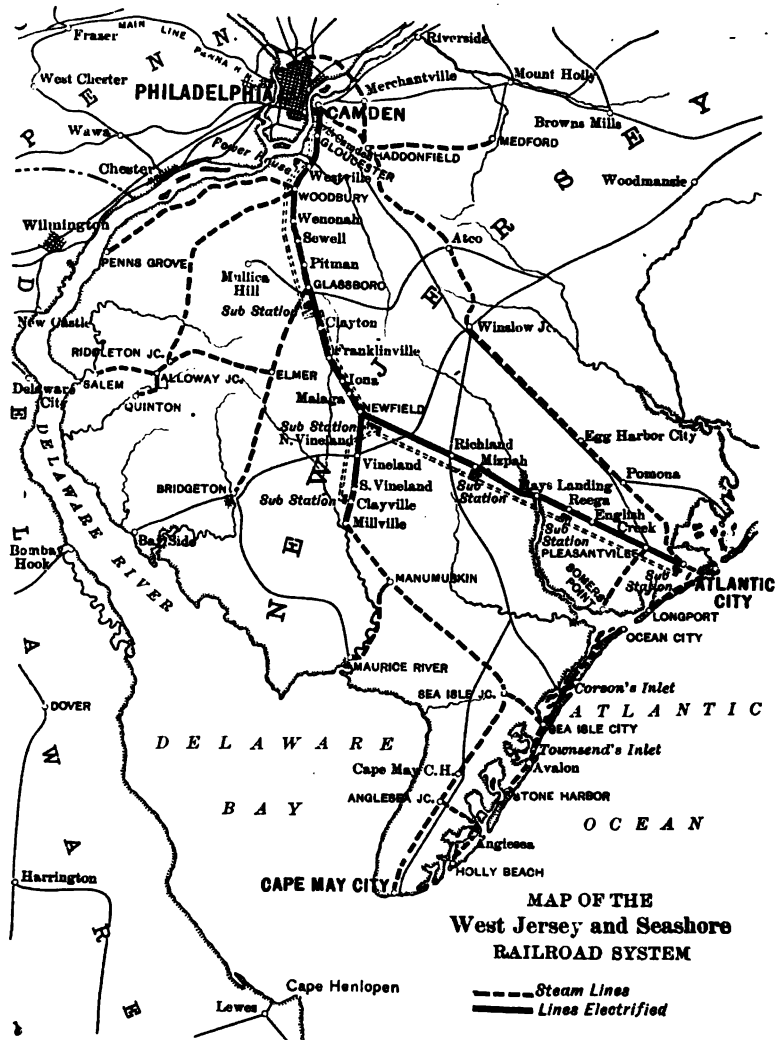 Frazer
MAIN LINE PENNA R R.
Riverside
West Chester
PENN.
PHILADELPHIA
Merchantville
Mount Holly
CAMDEN
Browns Mills
Wawa
GLOUCESTER
HADDONFIELD
MEDFORD
Power House
Chester
Westville
Woodmansie
WOODBURY
Wilmington
Wenonah
Sewell
Atco
PENNS GROVE
Pitman
Mullica
Hill
GLASSBORO
Sub Station
New Castle
Clayton
Winslow Jc.
RIDDLETON JC.
Franklinville
Delaware
City
SALEM
ALLOWAY JC.
ELMER
Iona
QUINTON
Malaga
NEWFIELD
Sub Station
N. Vineland
Richland
Egg Harbor City
Mizpah
Vineland
Pomona
BRIDGETON
S. Vineland
Sub
Station
Mays Landing
Sub Station
Clayville
Reega
Millville
English
Creek
Bay Side
Sub
Station
PLEASANTVILLE
Bombay
Hook
DELAWARE RIVER
MANUMUSKIN
SOMERS
POINT
Sub
Station
ATLANTIC
CITY
LONGPORT
OCEAN CITY
NEW JERSEY
MAURICE RIVER
SEA ISLE JC.
Corson's Inlet
DOVER
ATLANTIC
SEA ISLE CITY
DELAWARE
Townsend's Inlet
Cape May C.H.
Avalon
ANGLESEA JC.
STONE HARBOR
BAY
OCEAN
Anglesea
Harrington
HOLLY BEACH
CAPE MAY CITY
DELAWARE
MAP OF THE
West Jersey and Seashore
RAILROAD SYSTEM
Cape Henlopen
Steam Lines
Lewes
Lines Electrified